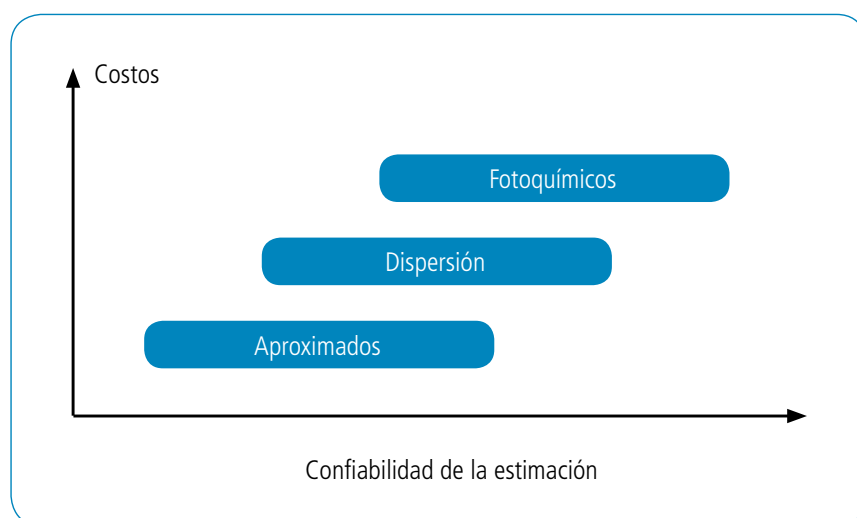 Costos
Fotoquímicos
Dispersión
Aproximados
Confiabilidad de la estimación